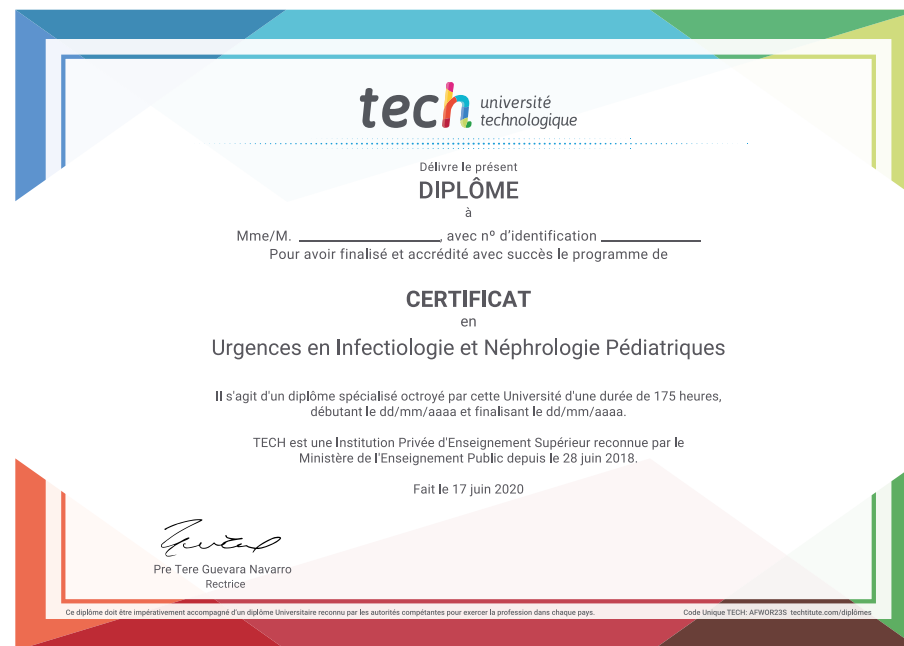 tech université
technologique
Délivre le présent
DIPLÔME
à
Mme/M. ____________________, avec nº d'identification ______________
Pour avoir finalisé et accrédité avec succès le programme de
CERTIFICAT
en
Urgences en Infectiologie et Néphrologie Pédiatriques
Il s'agit d'un diplôme spécialisé octroyé par cette Université d'une durée de 175 heures,
débutant le dd/mm/aaaa et finalisant le dd/mm/aaaa.
TECH est une Institution Privée d'Enseignement Supérieur reconnue par le
Ministère de l'Enseignement Public depuis le 28 juin 2018.
Fait le 17 juin 2020
Pre Tere Guevara Navarro
Rectrice
Ce diplôme doit être impérativement accompagné d'un diplôme Universitaire reconnu par les autorités compétantes pour exercer la profession dans chaque pays.
Code Unique TECH: AFWOR23S techtitute.com/diplômes